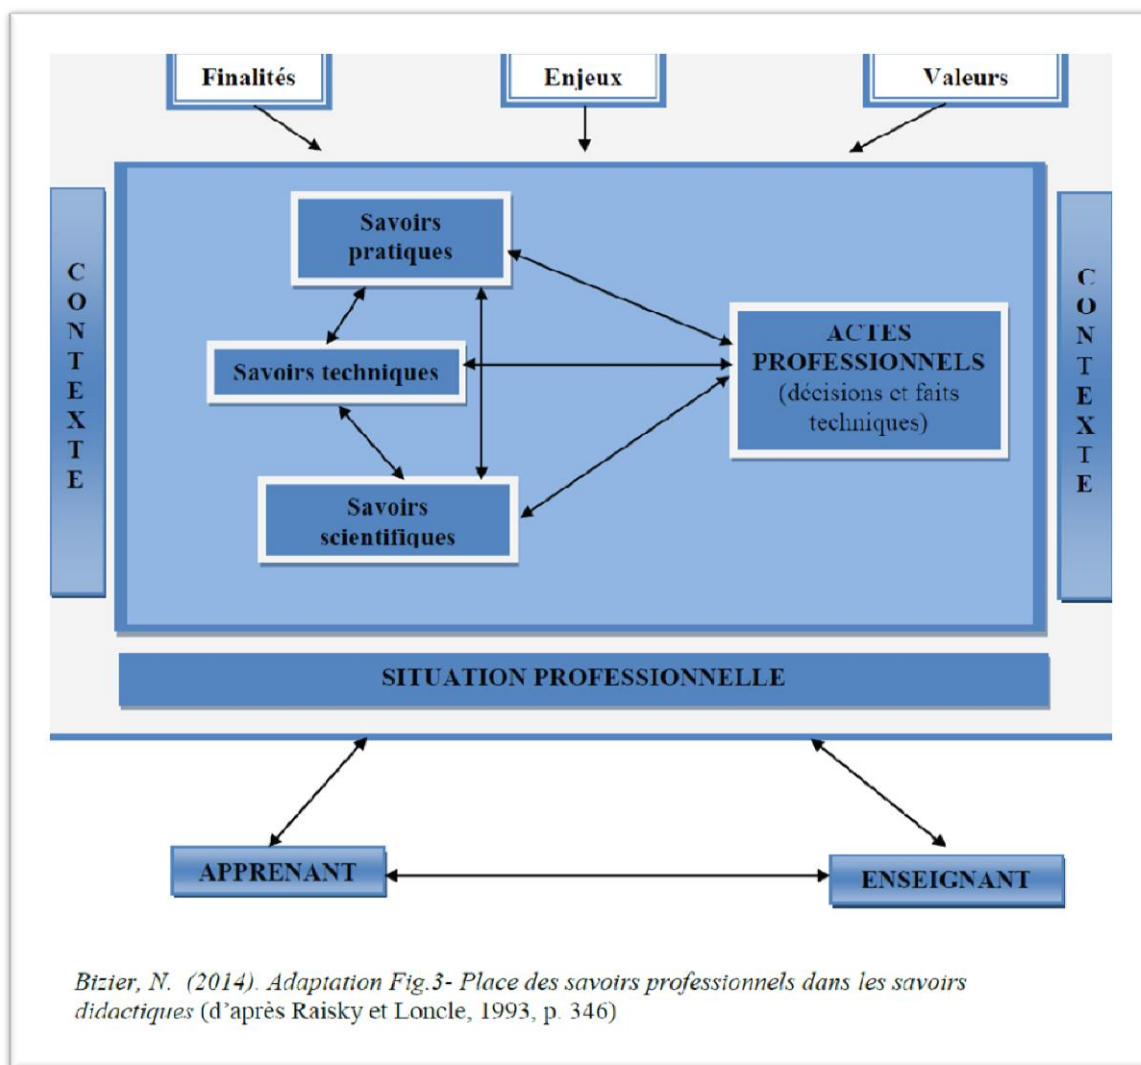 Finalités
Enjeux
Valeurs
CONTEXTE
Savoirs
pratiques
Savoirs techniques
Savoirs
scientifiques
ACTES
PROFESSIONNELS
(décisions et faits
techniques)
CONTEXTE
SITUATION PROFESSIONNELLE
APPRENANT
ENSEIGNANT
Bizier, N. (2014). Adaptation Fig.3- Place des savoirs professionnels dans les savoirs
didactiques (d’après Raisky et Loncle, 1993, p. 346)